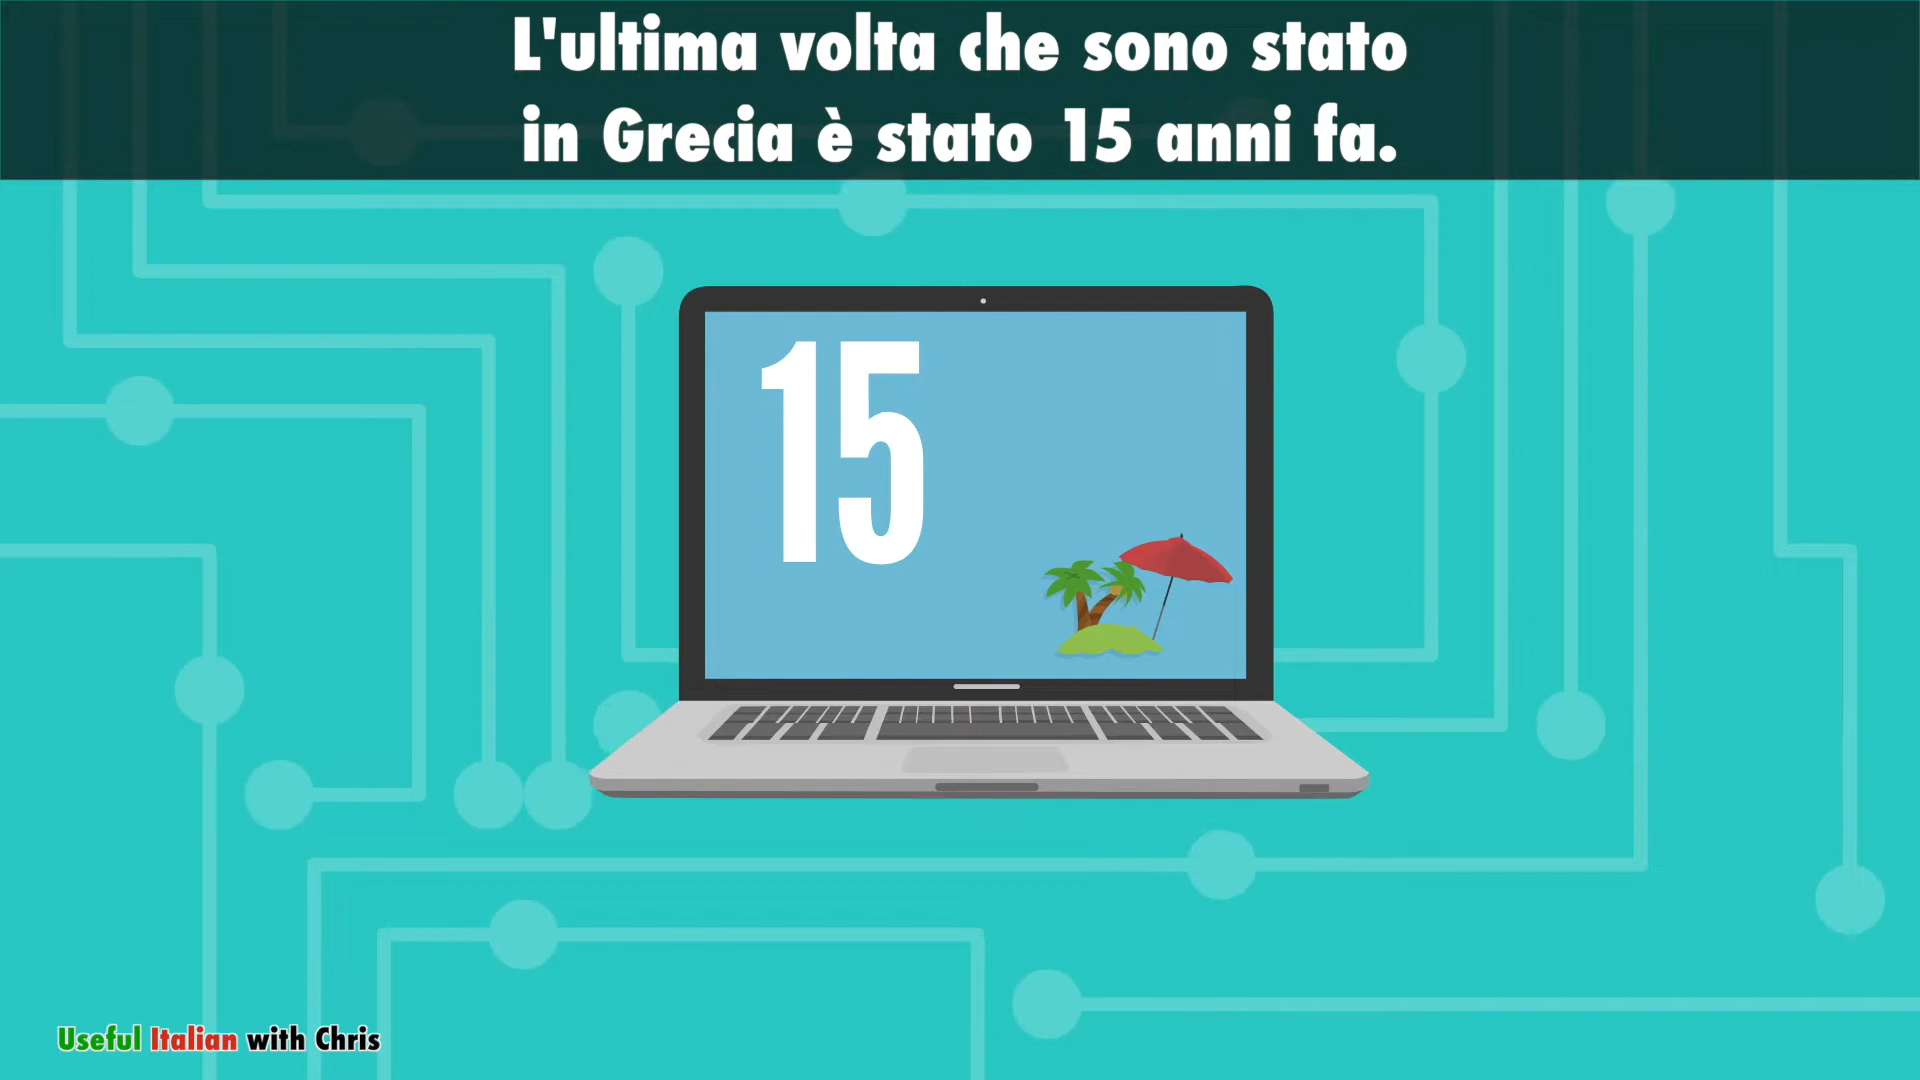 L'ultima volta che sono stato
in Grecia è stato 15 anni fa.
15
Useful Italian with Chris